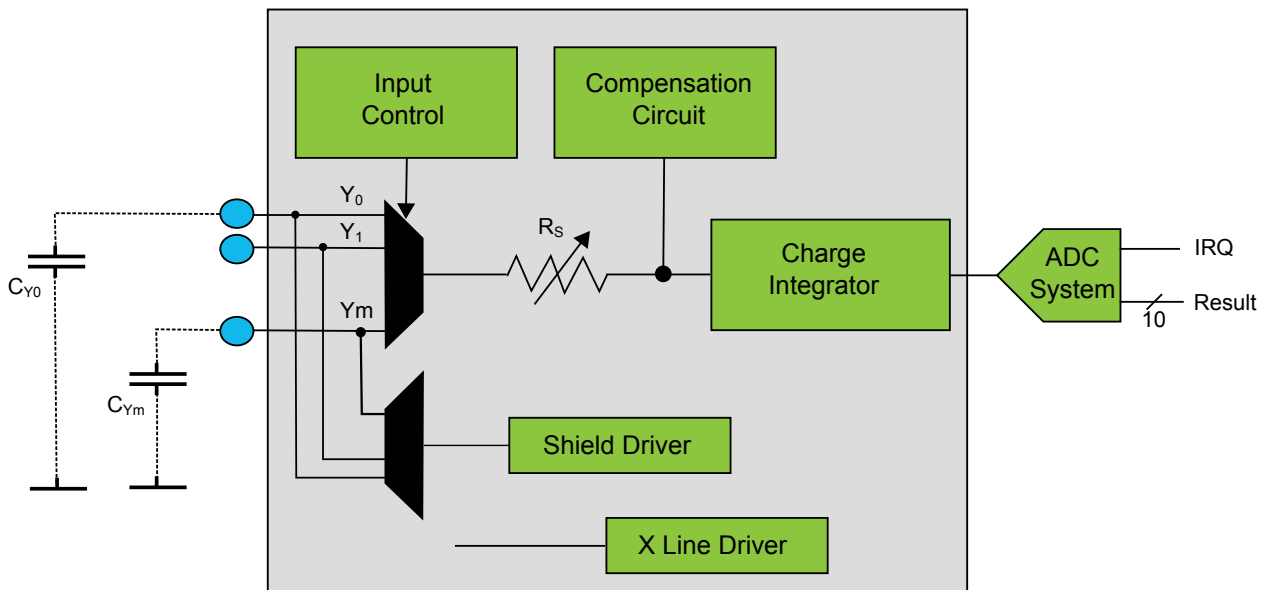 Input
Control
Compensation
Circuit
Y0
Y1
RS
Charge
Integrator
ADC
System
IRQ
Result
10
CY0
Ym
CYm
Shield Driver
X Line Driver